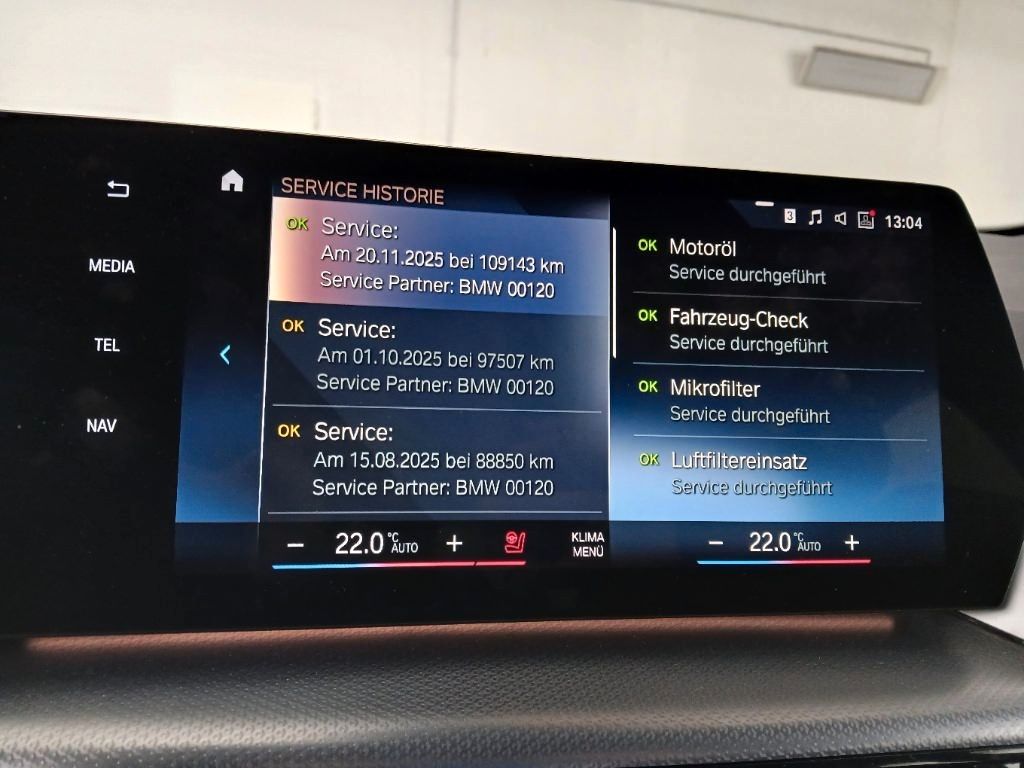 SERVICE HISTORIE
3
13:04
MEDIA
TEL
NAV
OK Service:
Am 20.11.2025 bei 109143 km
Service Partner: BMW 00120
OK Service:
Am 01.10.2025 bei 97507 km
Service Partner: BMW 00120
OK Service:
Am 15.08.2025 bei 88850 km
Service Partner: BMW 00120
OK Motoröl
Service durchgeführt
OK Fahrzeug-Check
Service durchgeführt
OK Mikrofilter
Service durchgeführt
OK Luftfiltereinsatz
Service durchgeführt
− 22.0 °C AUTO +
KLIMA
MENÜ
− 22.0 °C AUTO +